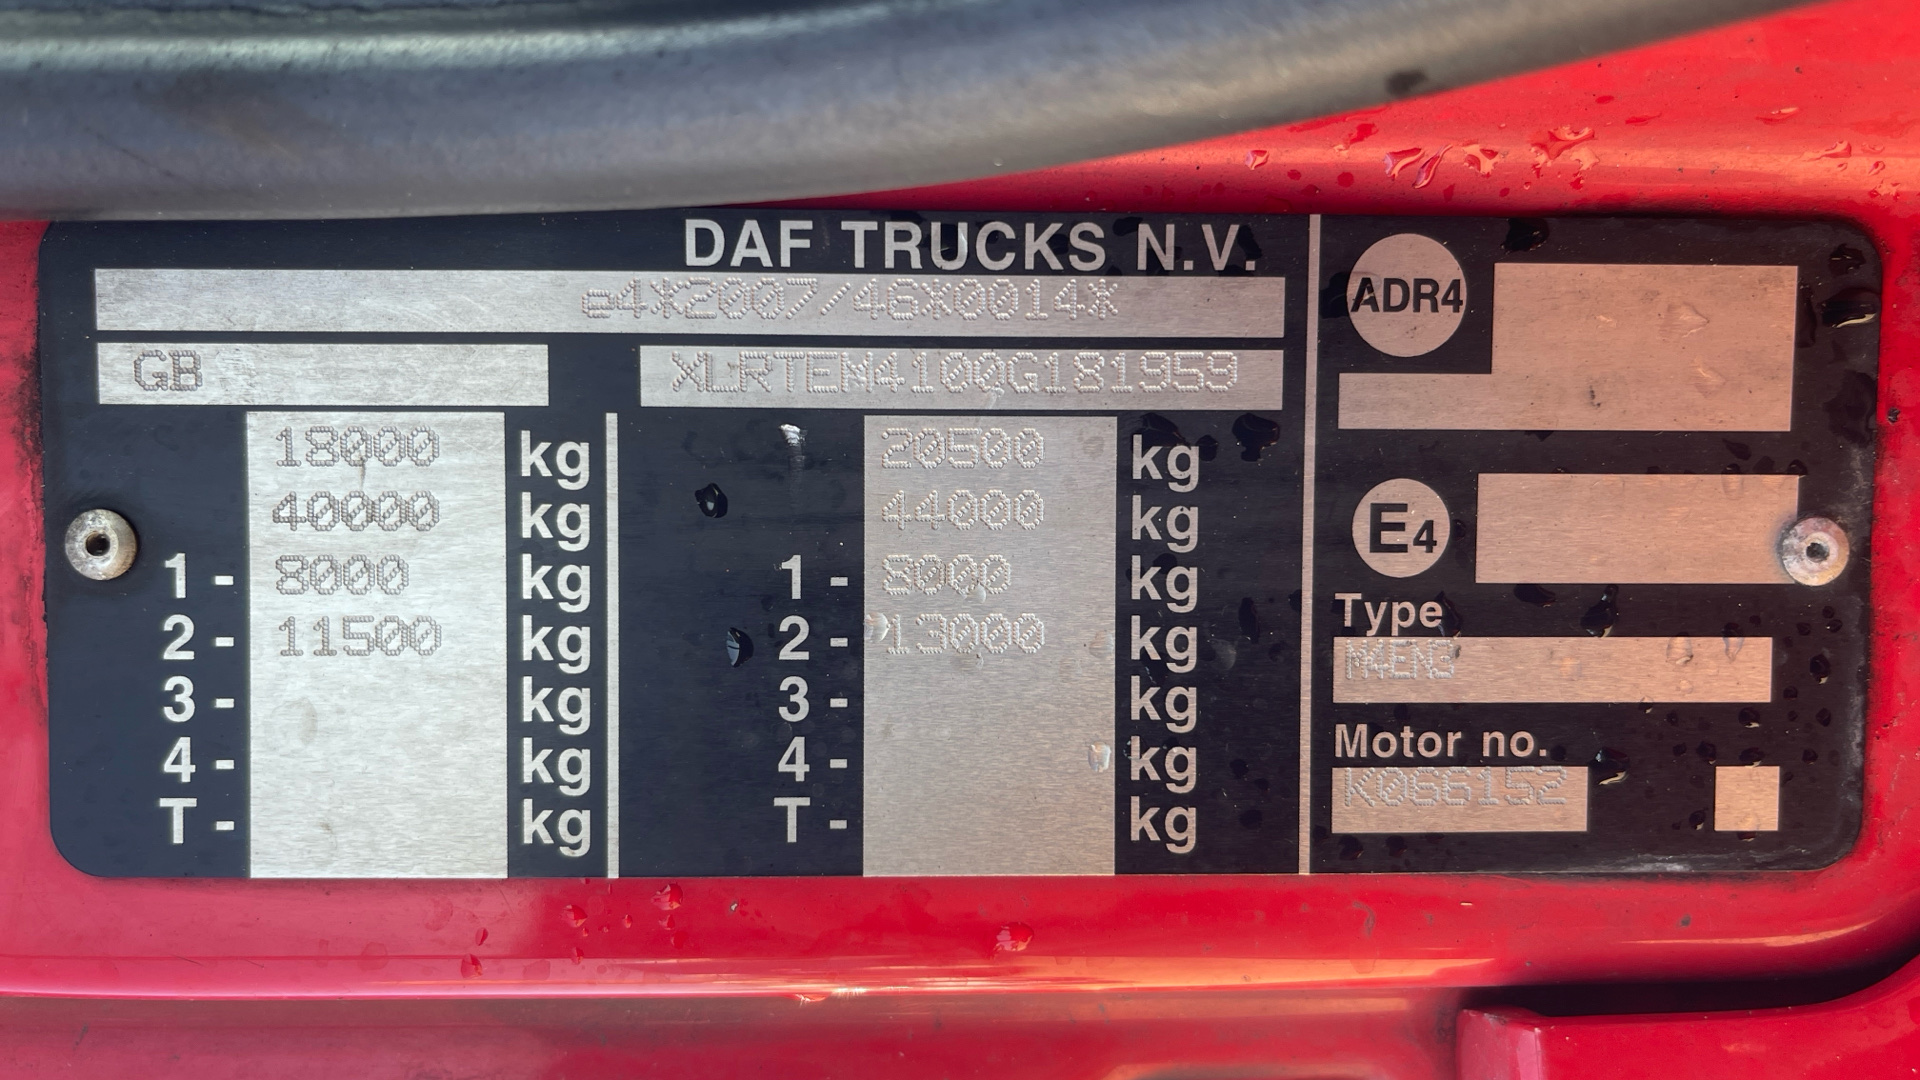 DAF TRUCKS N.V.
e4*2007/46*0014*
GB XLRTEM4100G181959
18000 kg 20500 kg
40000 kg 44000 kg
1 - 8000 kg 1 - 8000 kg
2 - 11500 kg 2 - 13000 kg
3 - kg 3 - kg
4 - kg 4 - kg
T - kg T - kg
ADR4
E4
Type
M4EN3
Motor no.
K066152